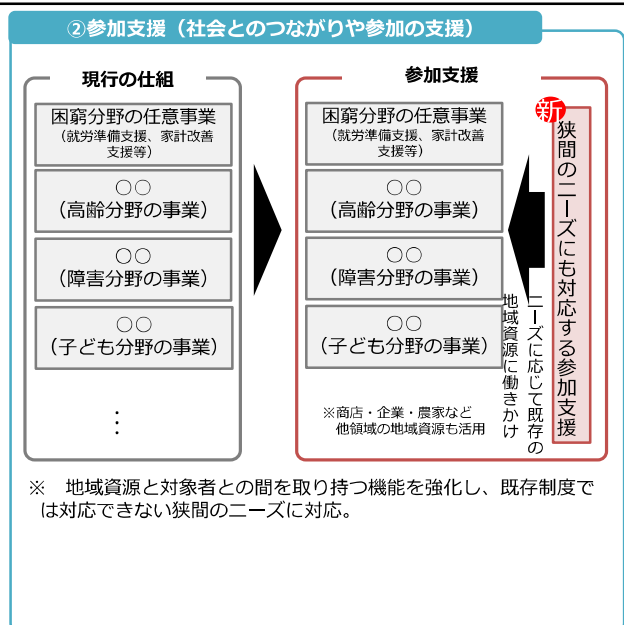 ②参加支援（社会とのつながりや参加の支援）
現行の仕組
困窮分野の任意事業
（就労準備支援、家計改善
支援等）
○○
（高齢分野の事業）
○○
（障害分野の事業）
○○
（子ども分野の事業）
⋮
参加支援
困窮分野の任意事業
（就労準備支援、家計改善
支援等）
○○
（高齢分野の事業）
○○
（障害分野の事業）
○○
（子ども分野の事業）
※商店・企業・農家など
他領域の地域資源も活用
新
狭間のニーズにも対応する参加支援
ニーズに応じて既存の
地域資源に働きかけ
※　地域資源と対象者との間を取り持つ機能を強化し、既存制度で
は対応できない狭間のニーズに対応。